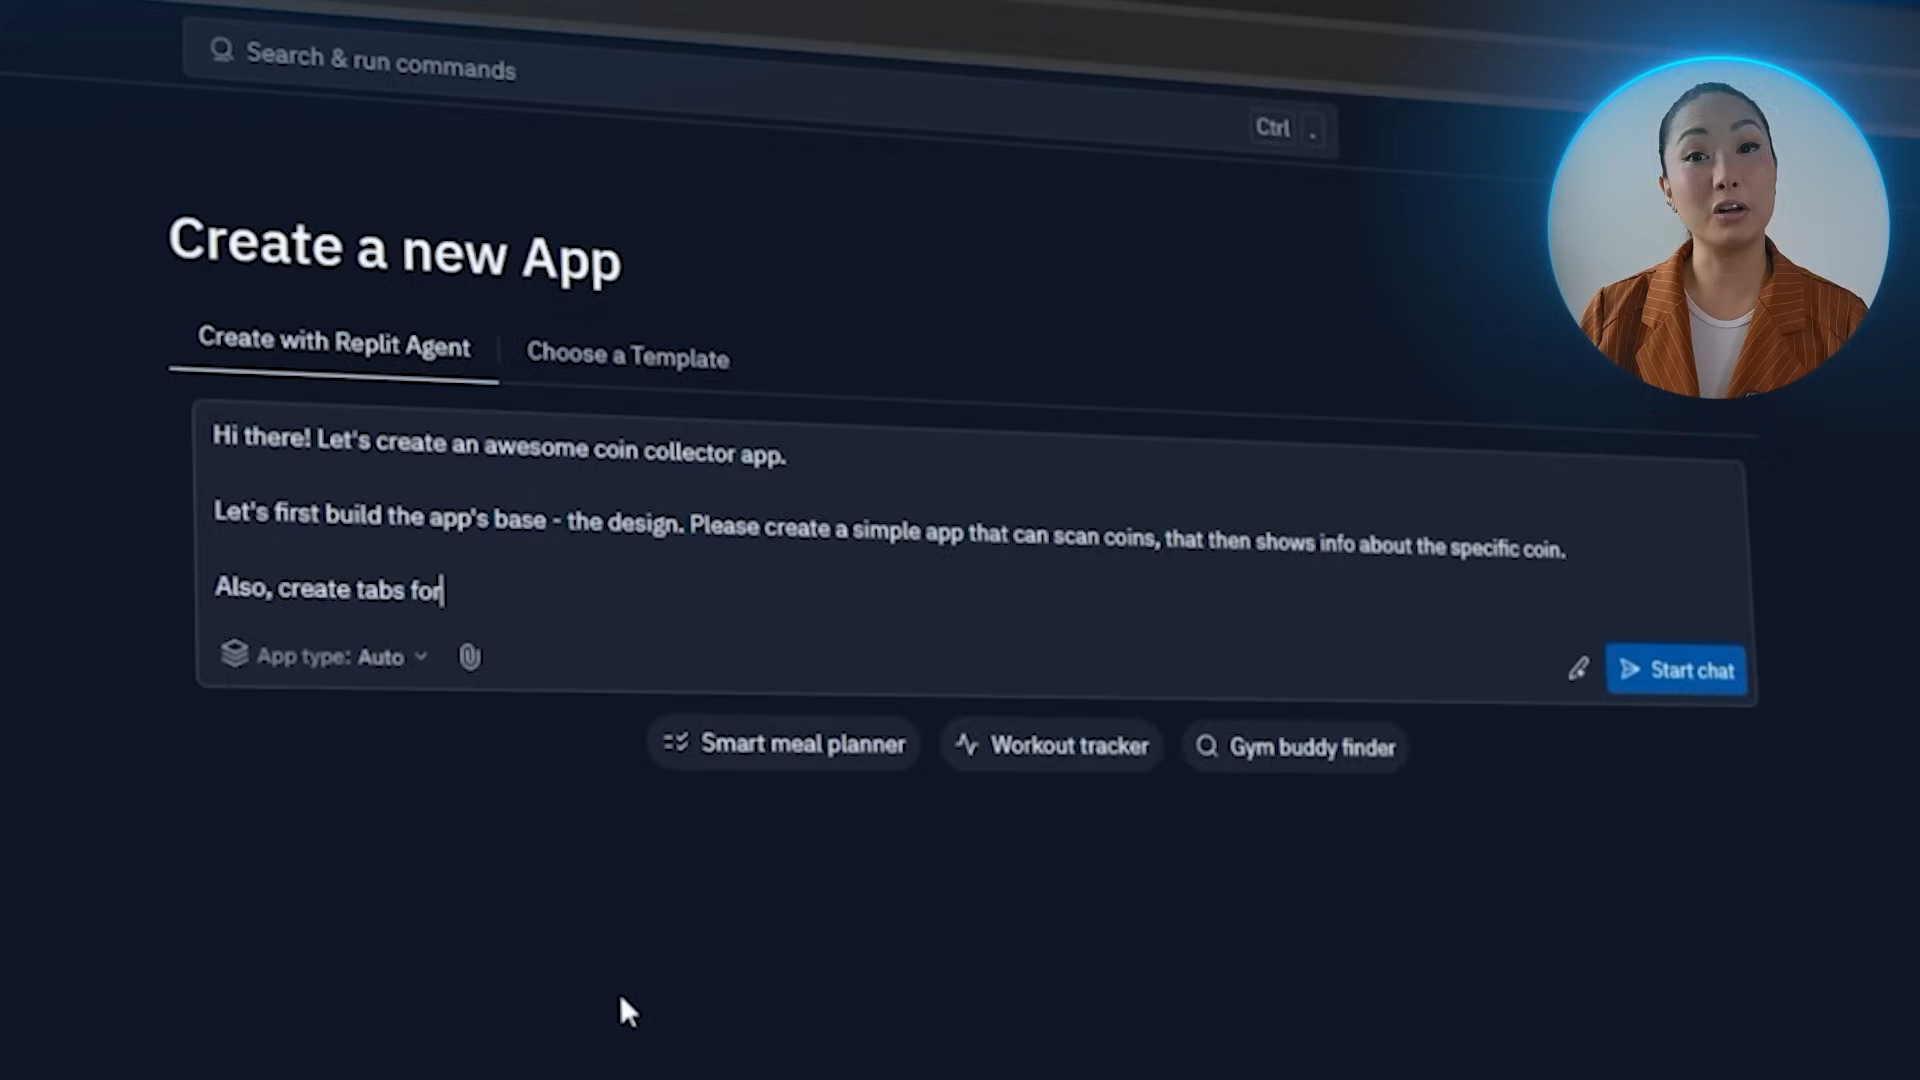 Search & run commands
Ctrl .
Create a new App
Create with Replit Agent
Choose a Template
Hi there! Let's create an awesome coin collector app.
Let's first build the app's base - the design. Please create a simple app that can scan coins, that then shows info about the specific coin.
Also, create tabs for
App type: Auto
Start chat
Smart meal planner
Workout tracker
Gym buddy finder